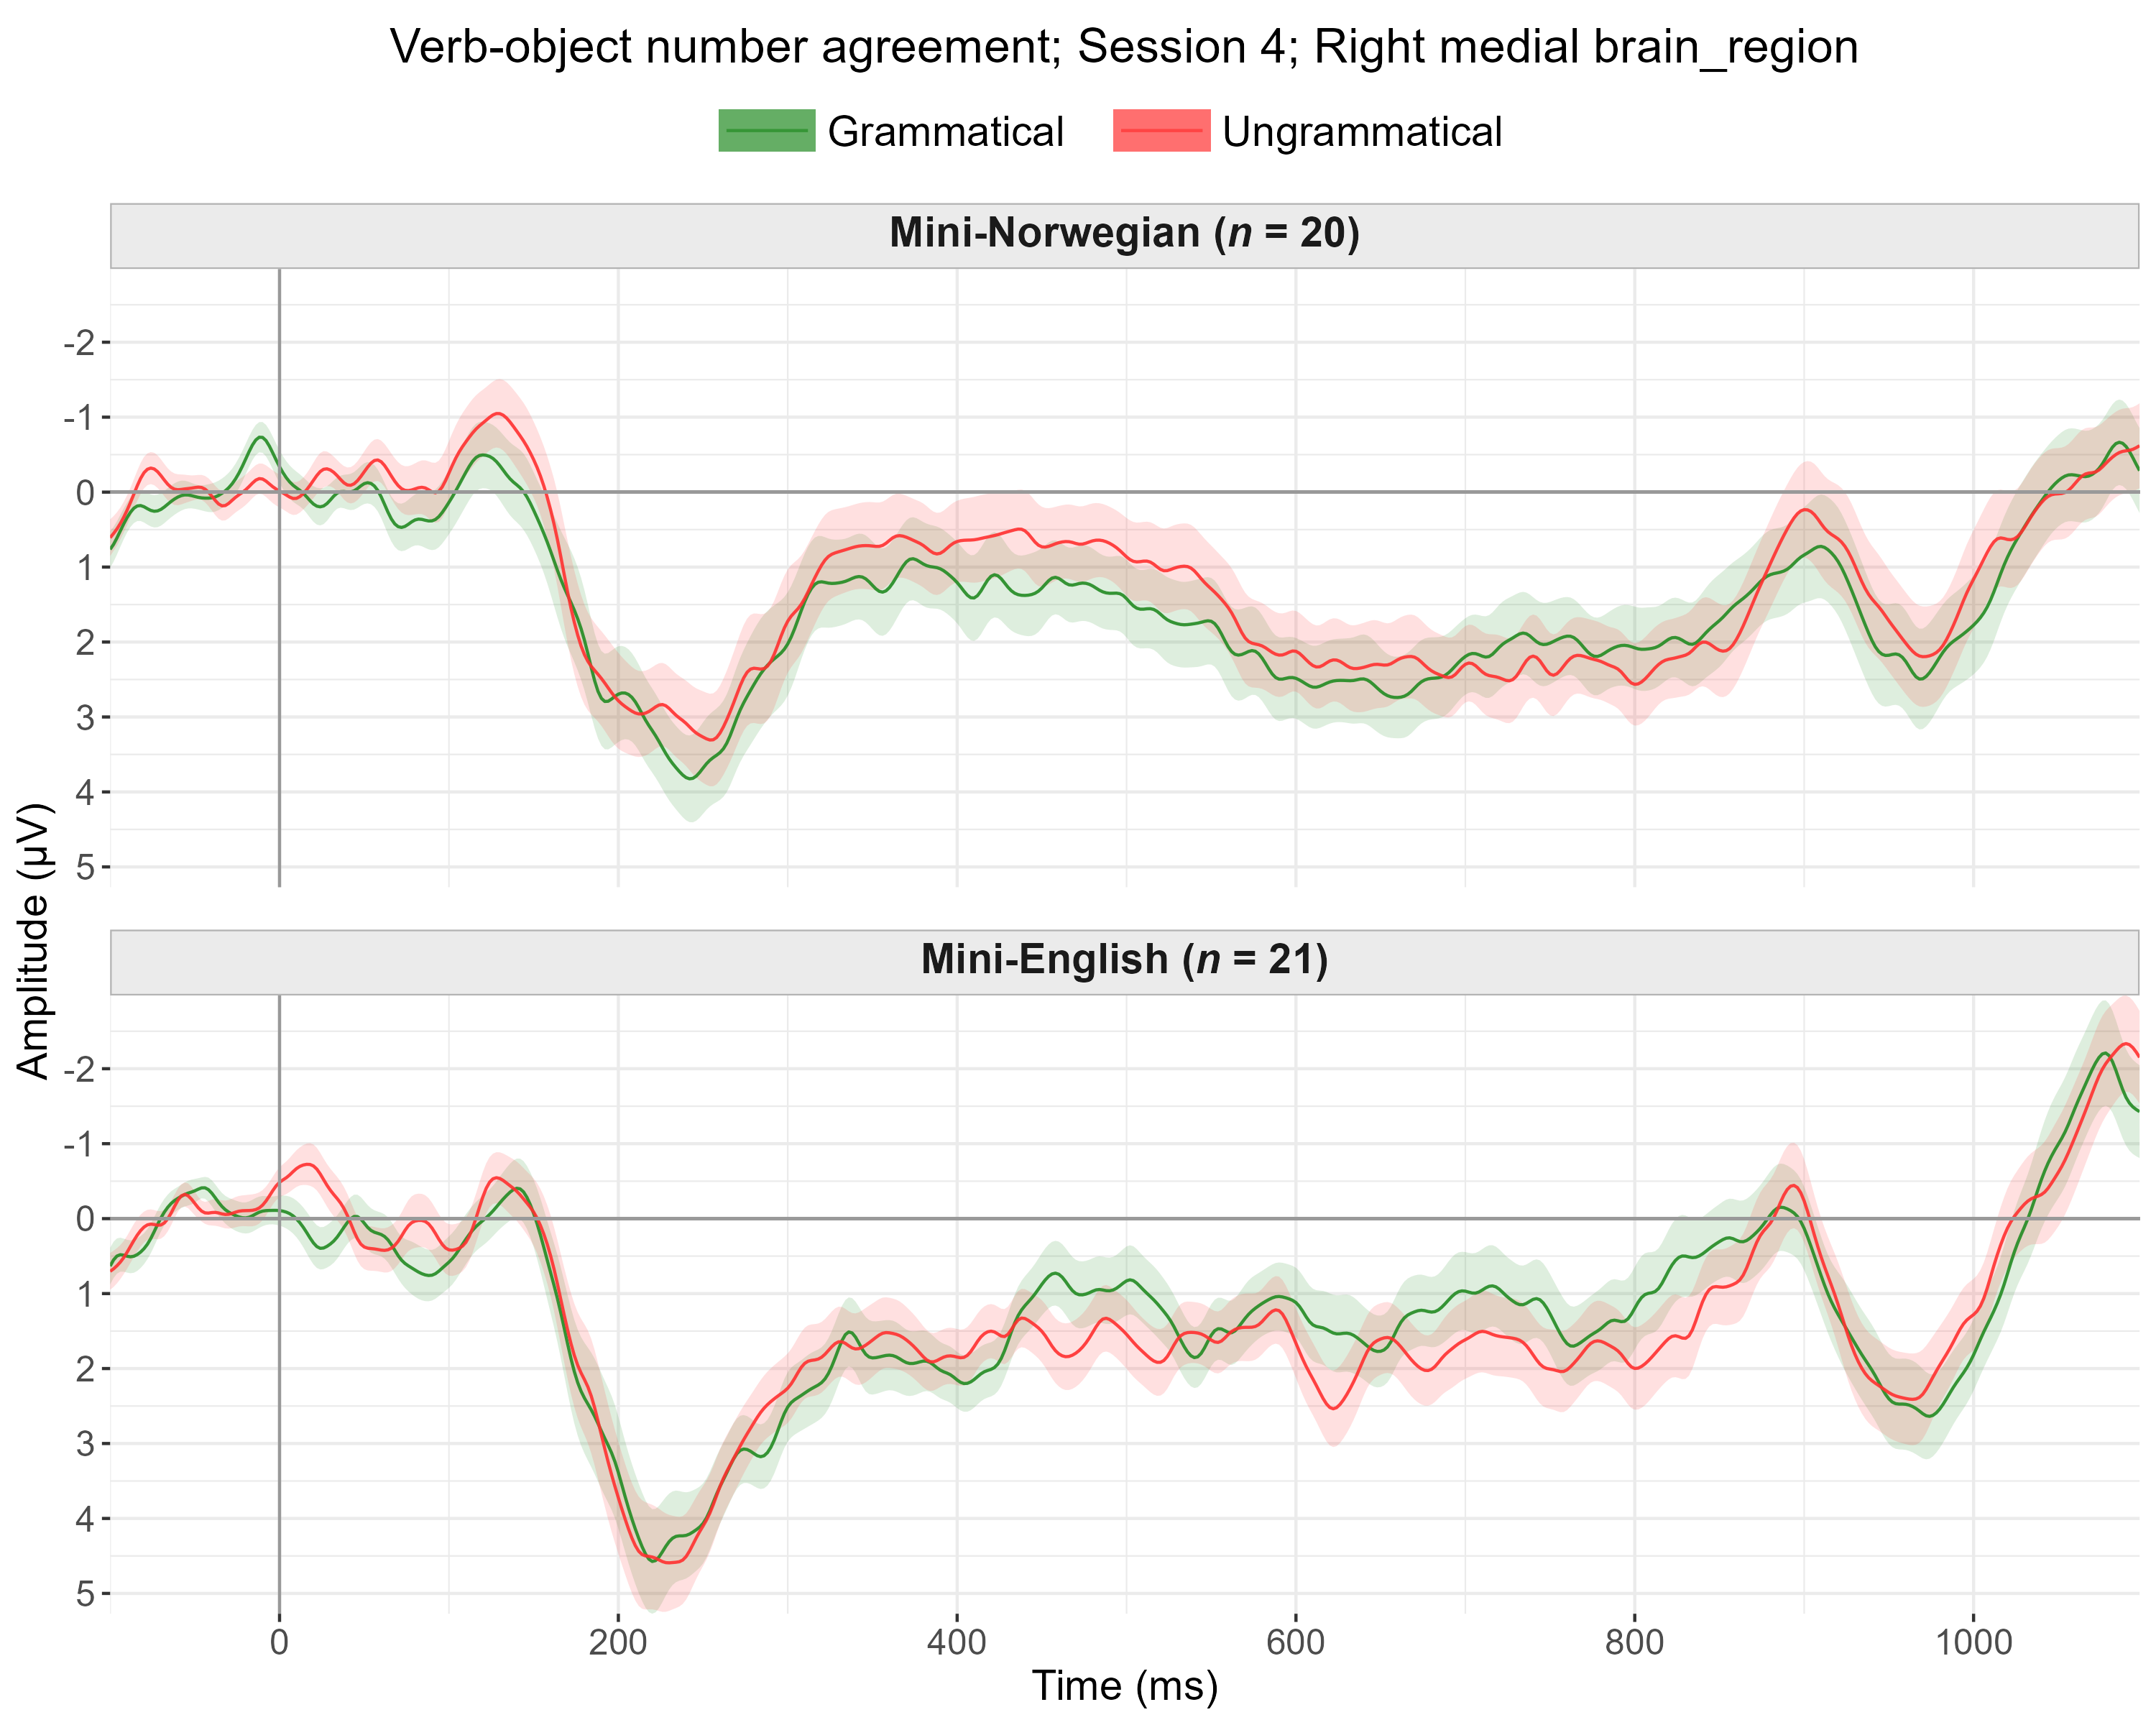 Verb-object number agreement; Session 4; Right medial brain_region
Grammatical Ungrammatical
Mini-Norwegian (n = 20)
-2
-1
0
1
2
3
4
5
Mini-English (n = 21)
-2
-1
0
1
2
3
4
5
Amplitude (µV)
0 200 400 600 800 1000
Time (ms)